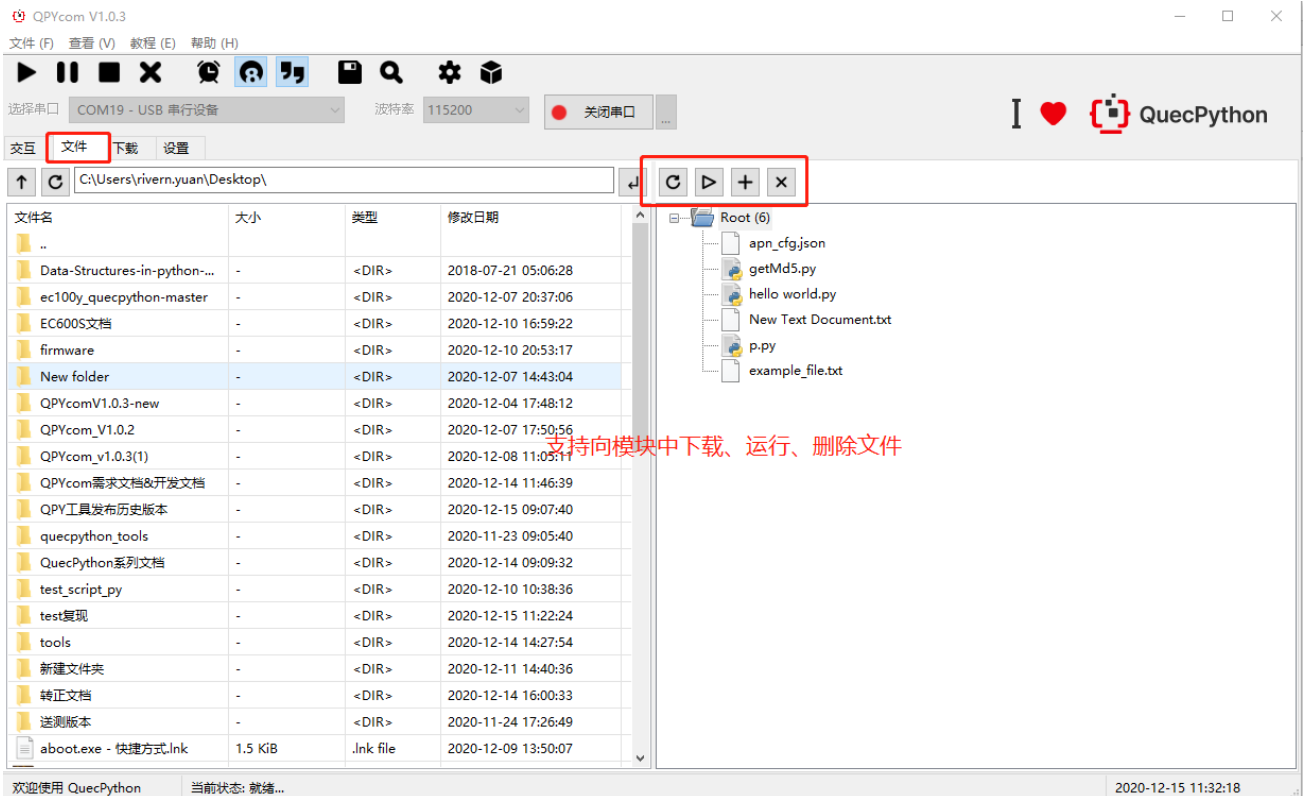 QPYcom V1.0.3
文件 (F) 查看 (V) 教程 (E) 帮助 (H)
选择串口 COM19 - USB 串行设备 波特率 115200 关闭串口 ...
I QuecPython
交互 文件 下载 设置
C:\Users\rivern.yuan\Desktop\
文件名 大小 类型 修改日期
..
Data-Structures-in-python-... - <DIR> 2018-07-21 05:06:28
ec100y_quecpython-master - <DIR> 2020-12-07 20:37:06
EC600S文档 - <DIR> 2020-12-10 16:59:22
firmware - <DIR> 2020-12-10 20:53:17
New folder - <DIR> 2020-12-07 14:43:04
QPYcomV1.0.3-new - <DIR> 2020-12-04 17:48:12
QPYcom_V1.0.2 - <DIR> 2020-12-07 17:50:56
QPYcom_v1.0.3(1) - <DIR> 2020-12-08 11:05:11
QPYcom需求文档&开发文档 - <DIR> 2020-12-14 11:46:39
QPY工具发布历史版本 - <DIR> 2020-12-15 09:07:40
quecpython_tools - <DIR> 2020-11-23 09:05:40
QuecPython系列文档 - <DIR> 2020-12-14 09:09:32
test_script_py - <DIR> 2020-12-10 10:38:36
test复现 - <DIR> 2020-12-15 11:22:24
tools - <DIR> 2020-12-14 14:27:54
新建文件夹 - <DIR> 2020-12-11 14:40:36
转正文档 - <DIR> 2020-12-14 16:00:33
送测版本 - <DIR> 2020-11-24 17:26:49
aboot.exe - 快捷方式.lnk 1.5 KiB .lnk file 2020-12-09 13:50:07
Root (6)
apn_cfg.json
getMd5.py
hello world.py
New Text Document.txt
p.py
example_file.txt
支持向模块中下载、运行、删除文件
欢迎使用 QuecPython 当前状态: 就绪... 2020-12-15 11:32:18